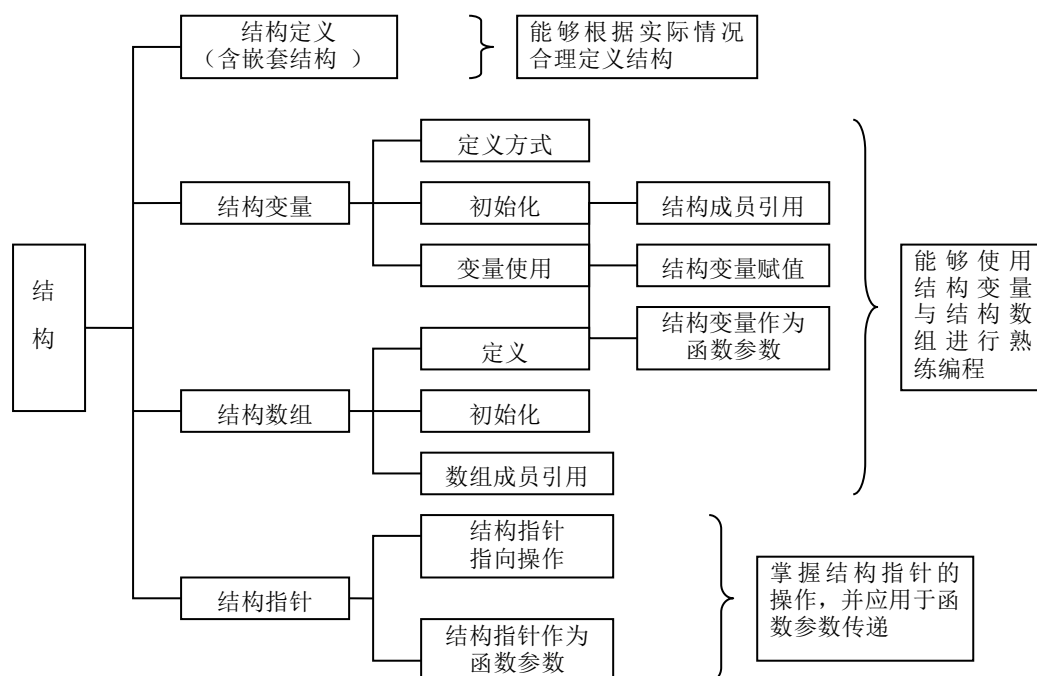 结构定义
（含嵌套结构 ）
能够根据实际情况
合理定义结构
定义方式
结构变量
初始化
结构成员引用
变量使用
结构变量赋值
结
构
能够使用
结构变量
与结构数
组进行熟
练编程
结构变量作为
函数参数
定义
结构数组
初始化
数组成员引用
结构指针
指向操作
结构指针
掌握结构指针的
操作，并应用于函
数参数传递
结构指针作为
函数参数